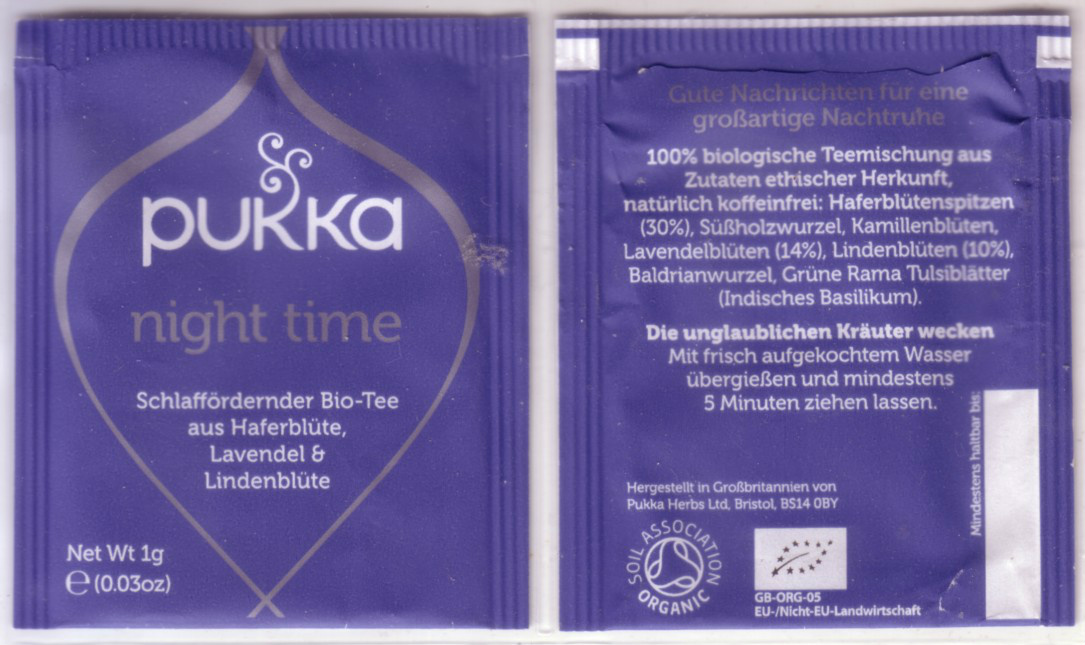 pukka
night time
Schlaffördernder Bio-Tee
aus Haferblüte,
Lavendel &
Lindenblüte
Net Wt 1g
℮ (0.03oz)
Gute Nachrichten für eine
großartige Nachtruhe
100% biologische Teemischung aus
Zutaten ethischer Herkunft,
natürlich koffeinfrei: Haferblütenspitzen
(30%), Süßholzwurzel, Kamillenblüten,
Lavendelblüten (14%), Lindenblüten (10%),
Baldrianwurzel, Grüne Rama Tulsiblätter
(Indisches Basilikum).
Die unglaublichen Kräuter wecken
Mit frisch aufgekochtem Wasser
übergießen und mindestens
5 Minuten ziehen lassen.
Mindestens haltbar bis:
Hergestellt in Großbritannien von
Pukka Herbs Ltd, Bristol, BS14 0BY
SOIL ASSOCIATION
ORGANIC
GB-ORG-05
EU-/Nicht-EU-Landwirtschaft